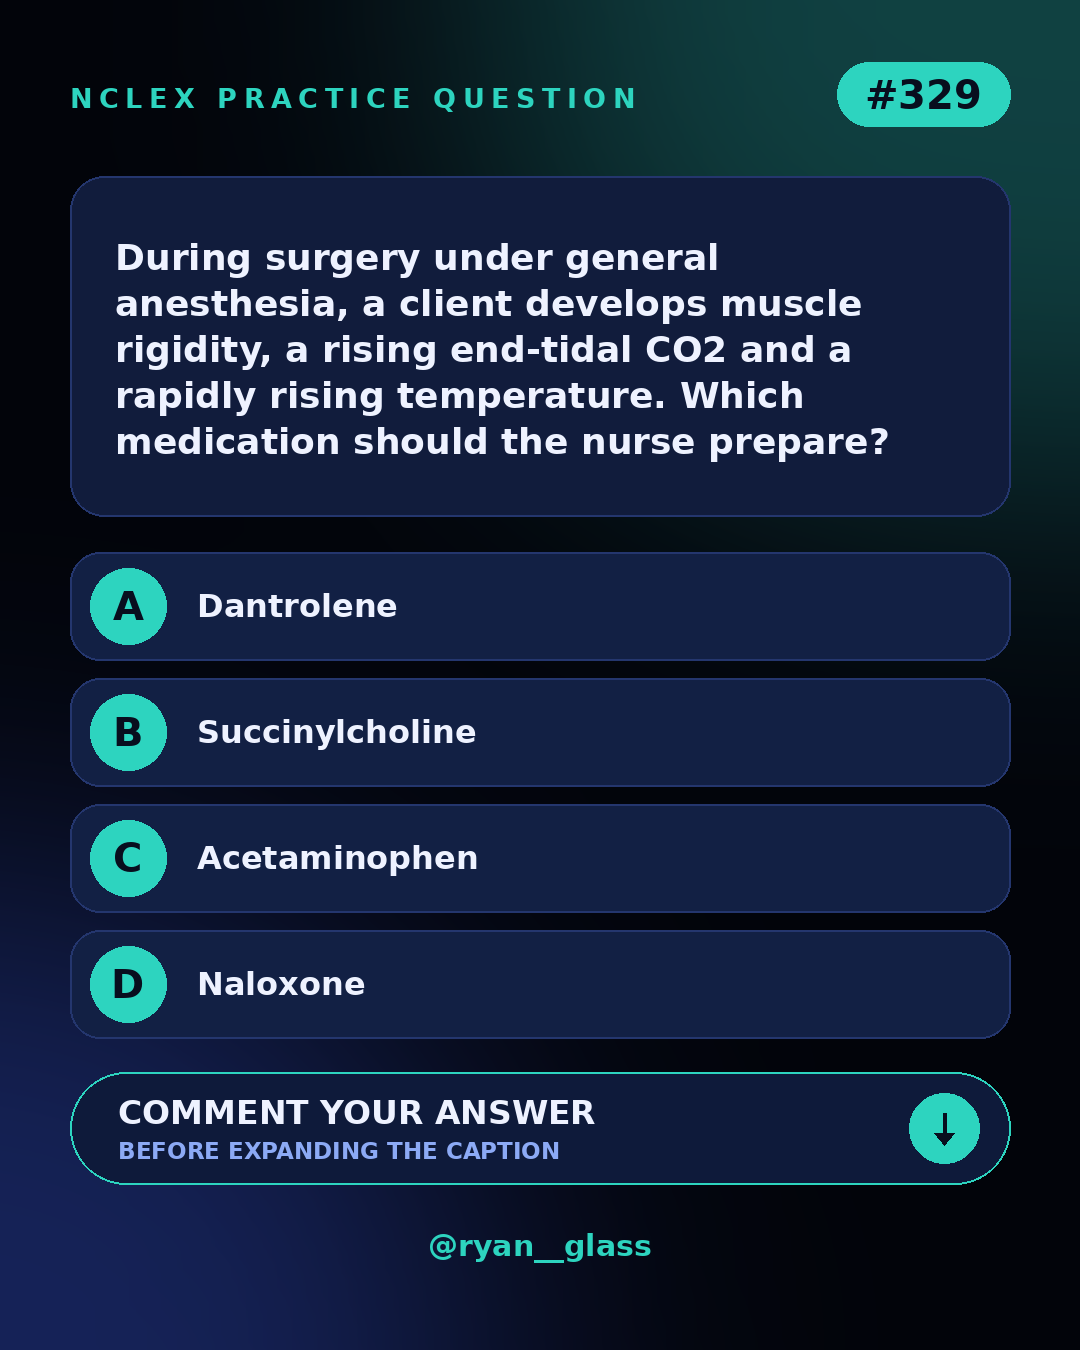 NCLEX PRACTICE QUESTION
#329
During surgery under general
anesthesia, a client develops muscle
rigidity, a rising end-tidal CO2 and a
rapidly rising temperature. Which
medication should the nurse prepare?
A Dantrolene
B Succinylcholine
C Acetaminophen
D Naloxone
COMMENT YOUR ANSWER
BEFORE EXPANDING THE CAPTION
@ryan__glass